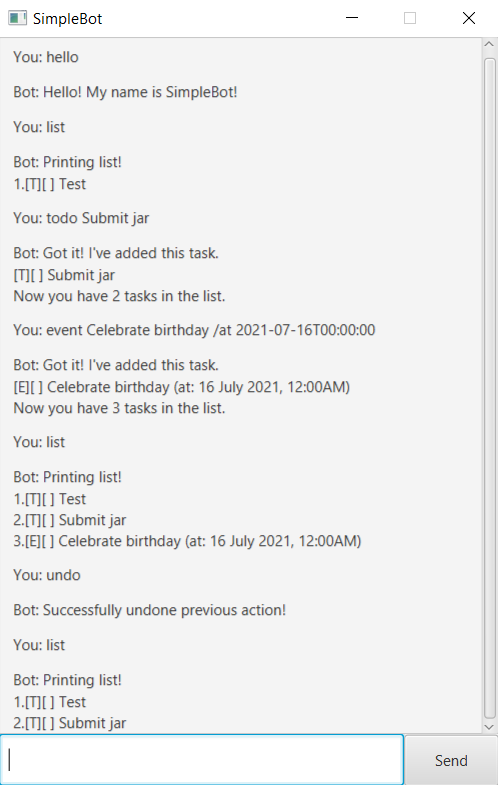 SimpleBot
You: hello
Bot: Hello! My name is SimpleBot!
You: list
Bot: Printing list!
1.[T][ ] Test
You: todo Submit jar
Bot: Got it! I've added this task.
[T][ ] Submit jar
Now you have 2 tasks in the list.
You: event Celebrate birthday /at 2021-07-16T00:00:00
Bot: Got it! I've added this task.
[E][ ] Celebrate birthday (at: 16 July 2021, 12:00AM)
Now you have 3 tasks in the list.
You: list
Bot: Printing list!
1.[T][ ] Test
2.[T][ ] Submit jar
3.[E][ ] Celebrate birthday (at: 16 July 2021, 12:00AM)
You: undo
Bot: Successfully undone previous action!
You: list
Bot: Printing list!
1.[T][ ] Test
2.[T][ ] Submit jar
Send